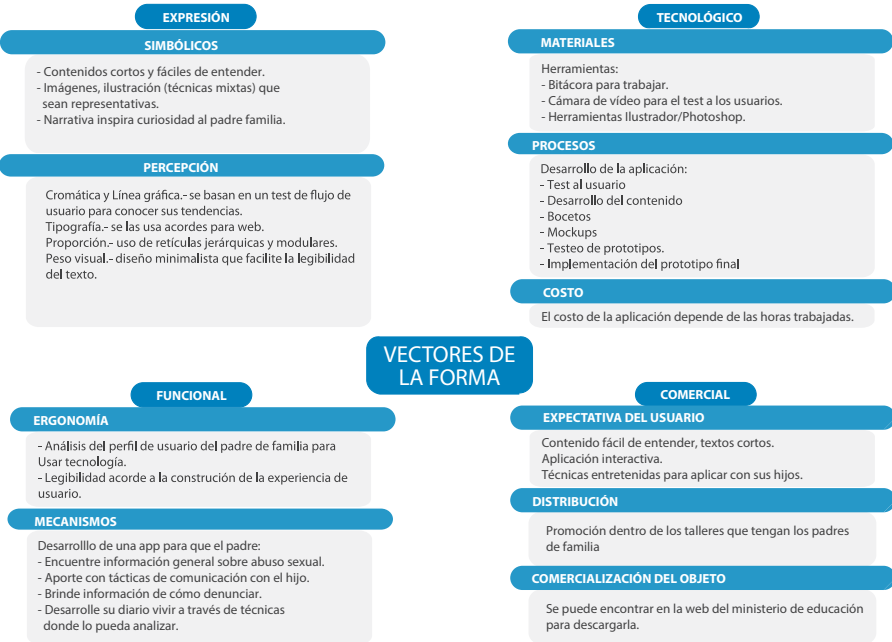 EXPRESIÓN
SIMBÓLICOS
- Contenidos cortos y fáciles de entender.
- Imágenes, ilustración (técnicas mixtas) que
sean representativas.
- Narrativa inspira curiosidad al padre familia.
PERCEPCIÓN
Cromática y Línea gráfica.- se basan en un test de flujo de
usuario para conocer sus tendencias.
Tipografía.- se las usa acordes para web.
Proporción.- uso de retículas jerárquicas y modulares.
Peso visual.- diseño minimalista que facilite la legibilidad
del texto.
TECNOLÓGICO
MATERIALES
Herramientas:
- Bitácora para trabajar.
- Cámara de vídeo para el test a los usuarios.
- Herramientas Ilustrador/Photoshop.
PROCESOS
Desarrollo de la aplicación:
- Test al usuario
- Desarrollo del contenido
- Bocetos
- Mockups
- Testeo de prototipos.
- Implementación del prototipo final
COSTO
El costo de la aplicación depende de las horas trabajadas.
VECTORES DE
LA FORMA
FUNCIONAL
ERGONOMÍA
- Análisis del perfil de usuario del padre de familia para
Usar tecnología.
- Legibilidad acorde a la construción de la experiencia de
usuario.
MECANISMOS
Desarrolllo de una app para que el padre:
- Encuentre información general sobre abuso sexual.
- Aporte con tácticas de comunicación con el hijo.
- Brinde información de cómo denunciar.
- Desarrolle su diario vivir a través de técnicas
donde lo pueda analizar.
COMERCIAL
EXPECTATIVA DEL USUARIO
Contenido fácil de entender, textos cortos.
Aplicación interactiva.
Técnicas entretenidas para aplicar con sus hijos.
DISTRIBUCIÓN
Promoción dentro de los talleres que tengan los padres
de familia
COMERCIALIZACIÓN DEL OBJETO
Se puede encontrar en la web del ministerio de educación
para descargarla.